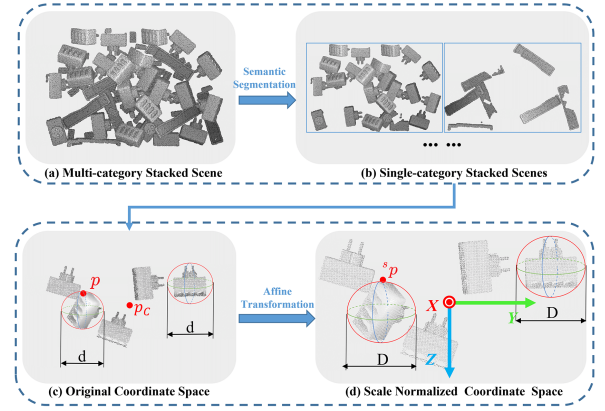 Semantic
Segmentation
(a) Multi-category Stacked Scene
(b) Single-category Stacked Scenes
p
p_C
d
d
Affine
Transformation
^s p
X
Y
Z
D
D
(c) Original Coordinate Space
(d) Scale Normalized Coordinate Space